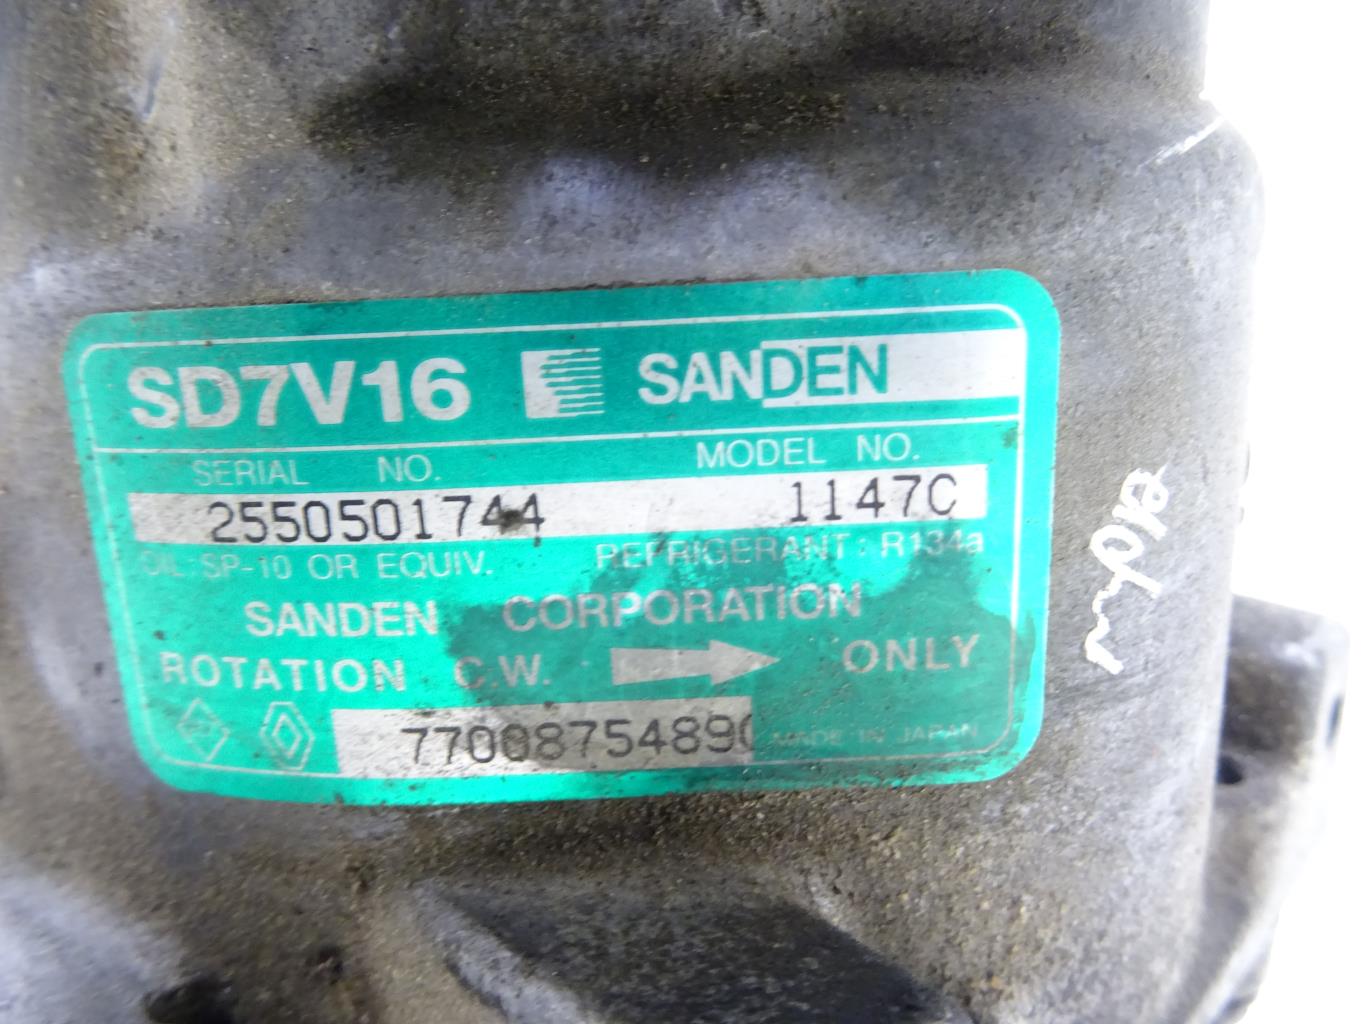 SD7V16 SANDEN
SERIAL NO. MODEL NO.
2550501744 1147C
OIL:SP-10 OR EQUIV. REFRIGERANT: R134a
SANDEN CORPORATION
ROTATION C.W. ONLY
7700875489C MADE IN JAPAN